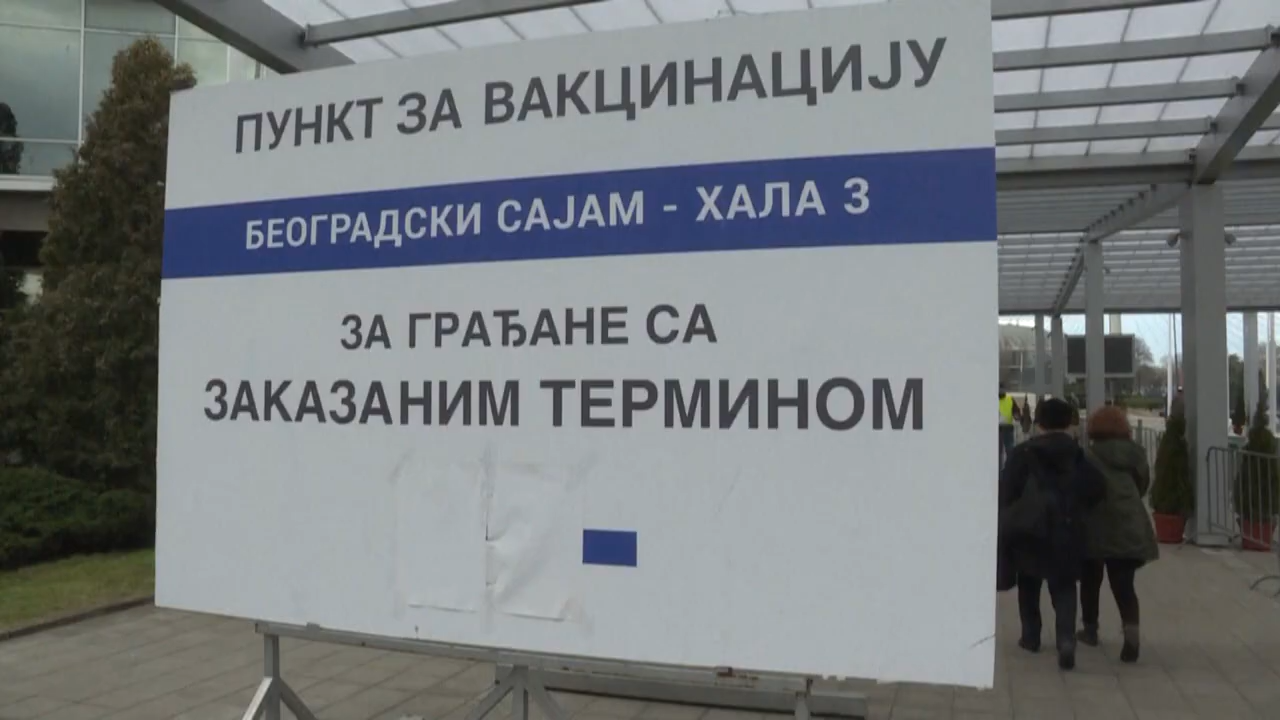 ПУНКТ ЗА ВАКЦИНАЦИЈУ
БЕОГРАДСКИ САЈАМ - ХАЛА 3
ЗА ГРАЂАНЕ СА
ЗАКАЗАНИМ ТЕРМИНОМ